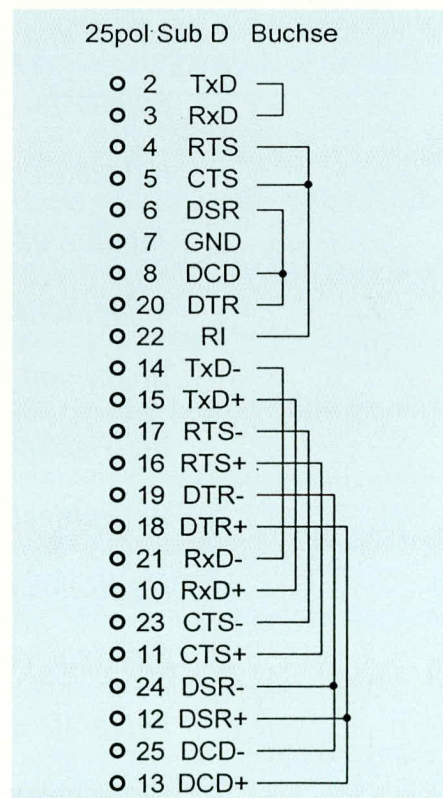 25pol Sub D Buchse
2 TxD
3 RxD
4 RTS
5 CTS
6 DSR
7 GND
8 DCD
20 DTR
22 RI
14 TxD-
15 TxD+
17 RTS-
16 RTS+
19 DTR-
18 DTR+
21 RxD-
10 RxD+
23 CTS-
11 CTS+
24 DSR-
12 DSR+
25 DCD-
13 DCD+